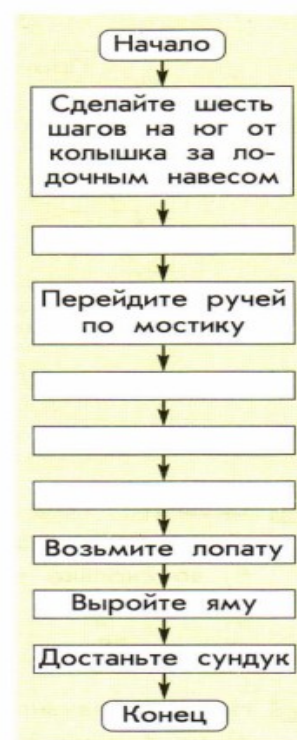 Начало
Сделайте шесть
шагов на юг от
колышка за ло-
дочным навесом
Перейдите ручей
по мостику
Возьмите лопату
Выройте яму
Достаньте сундук
Конец